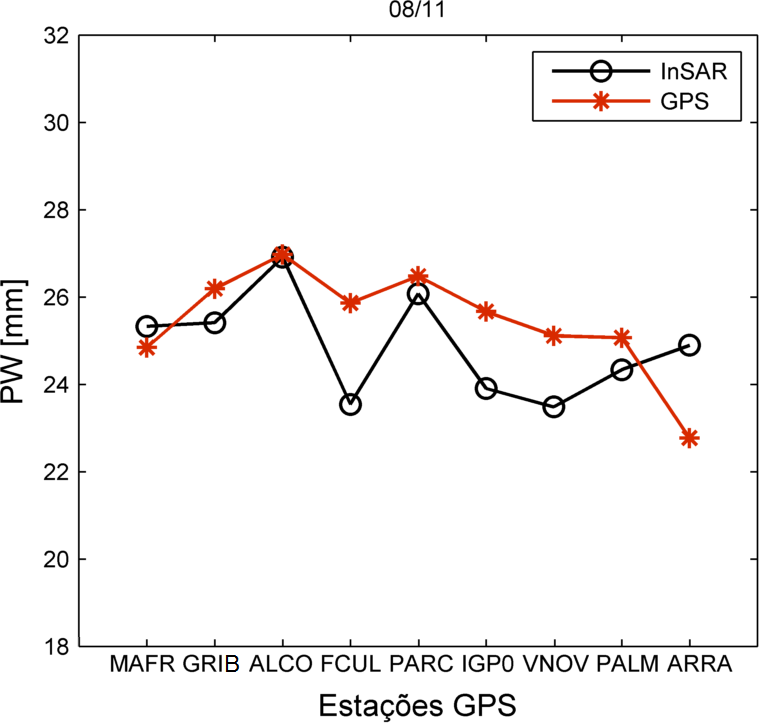 08/11
32
30
28
26
24
22
20
18
PW [mm]
InSAR
GPS
MAFR GRIB ALCO FCUL PARC IGP0 VNOV PALM ARRA
Estações GPS